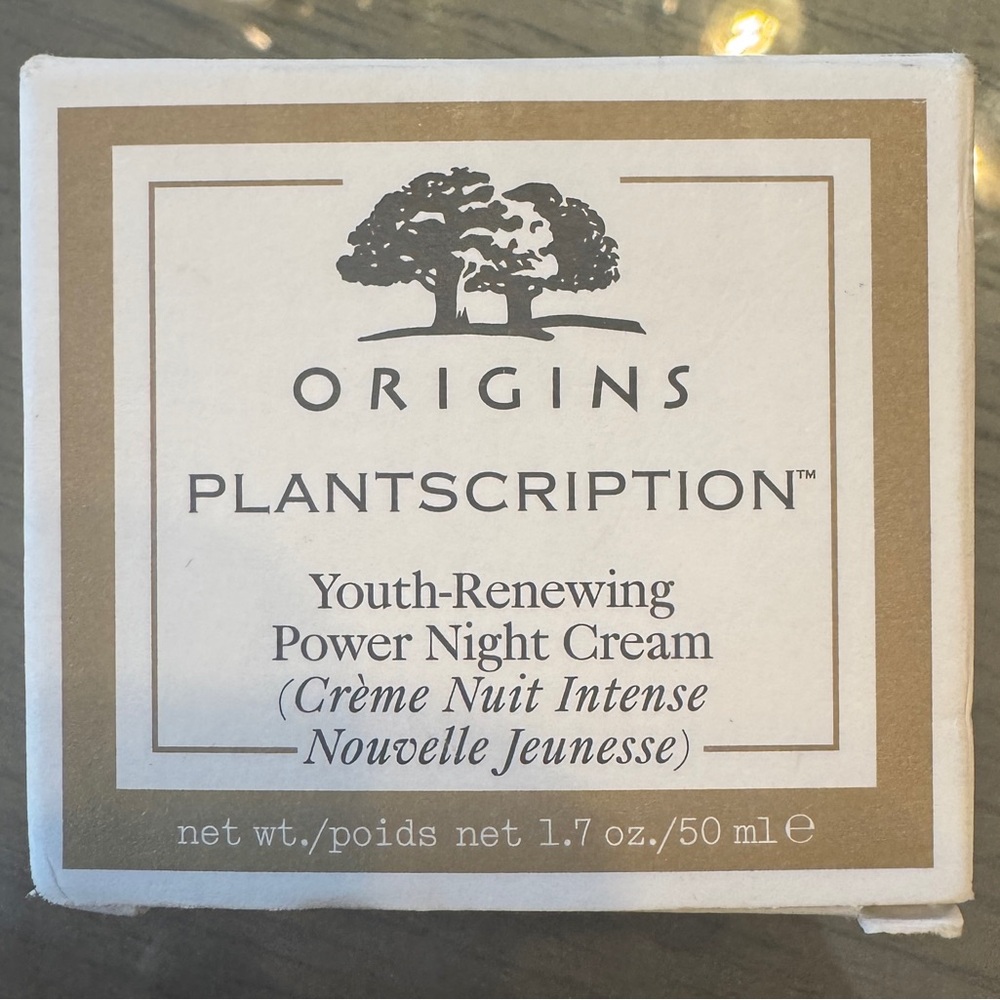 ORIGINS
PLANTSCRIPTION™
Youth-Renewing
Power Night Cream
(Crème Nuit Intense
Nouvelle Jeunesse)
net wt./poids net 1.7 oz./50 ml ℮